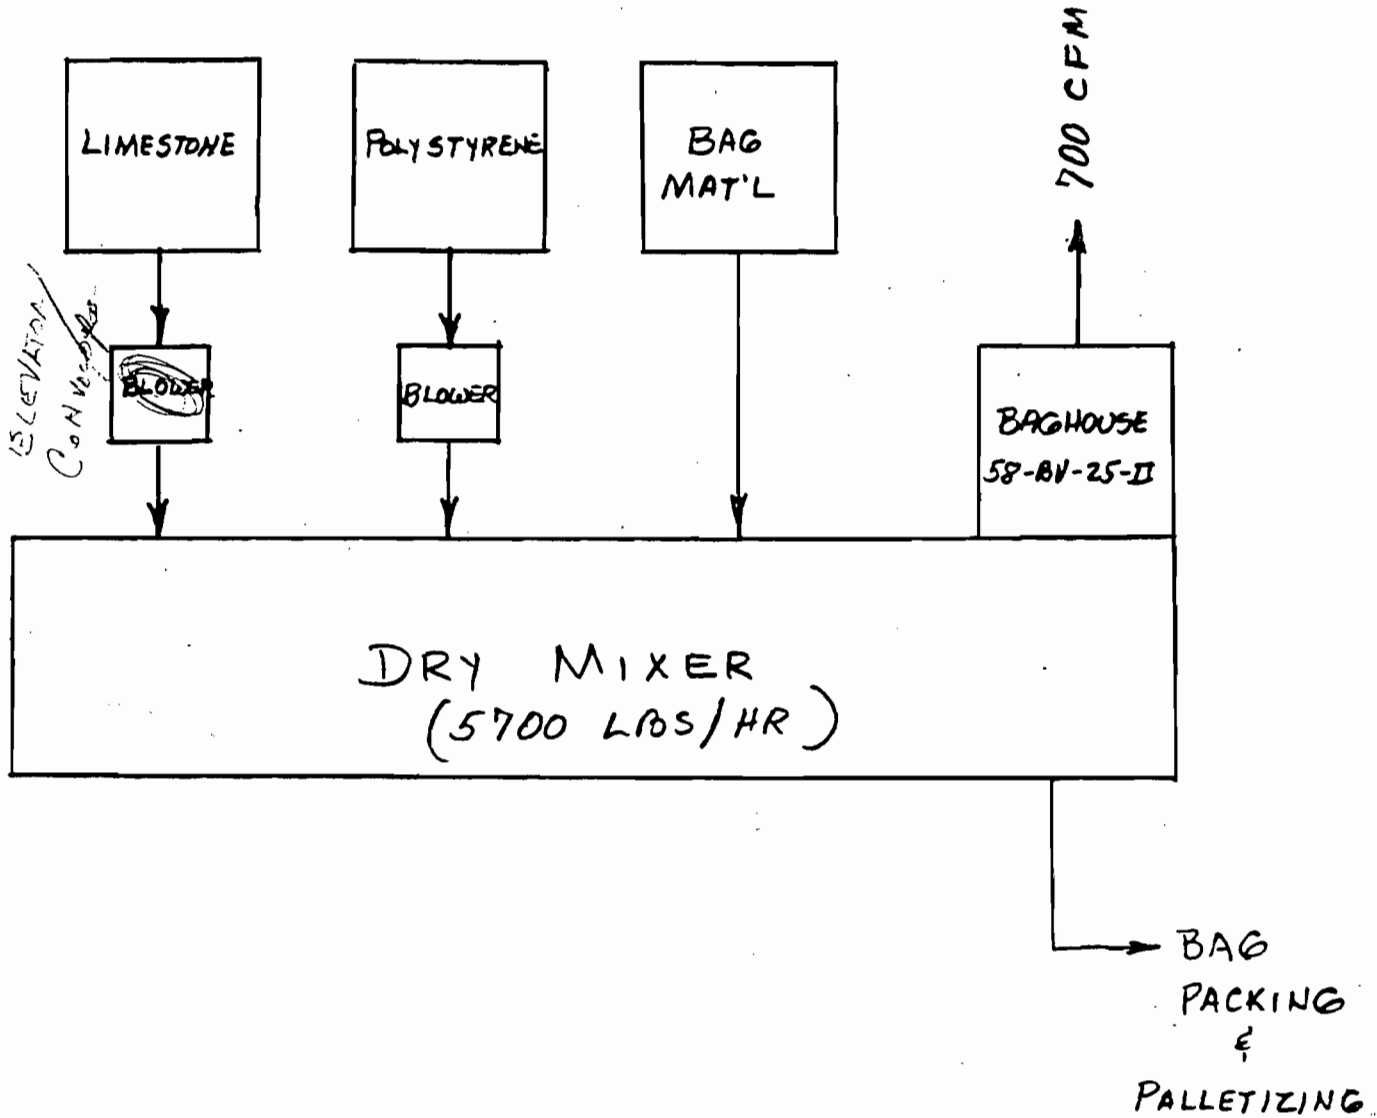 700 CFM
LIMESTONE
POLYSTYRENE
BAG
MAT'L
ELEVATOR
BLOWER
BLOWER
BAGHOUSE
58-BV-25-II
DRY MIXER
(5700 LBS/HR)
BAG
PACKING
&
PALLETIZING